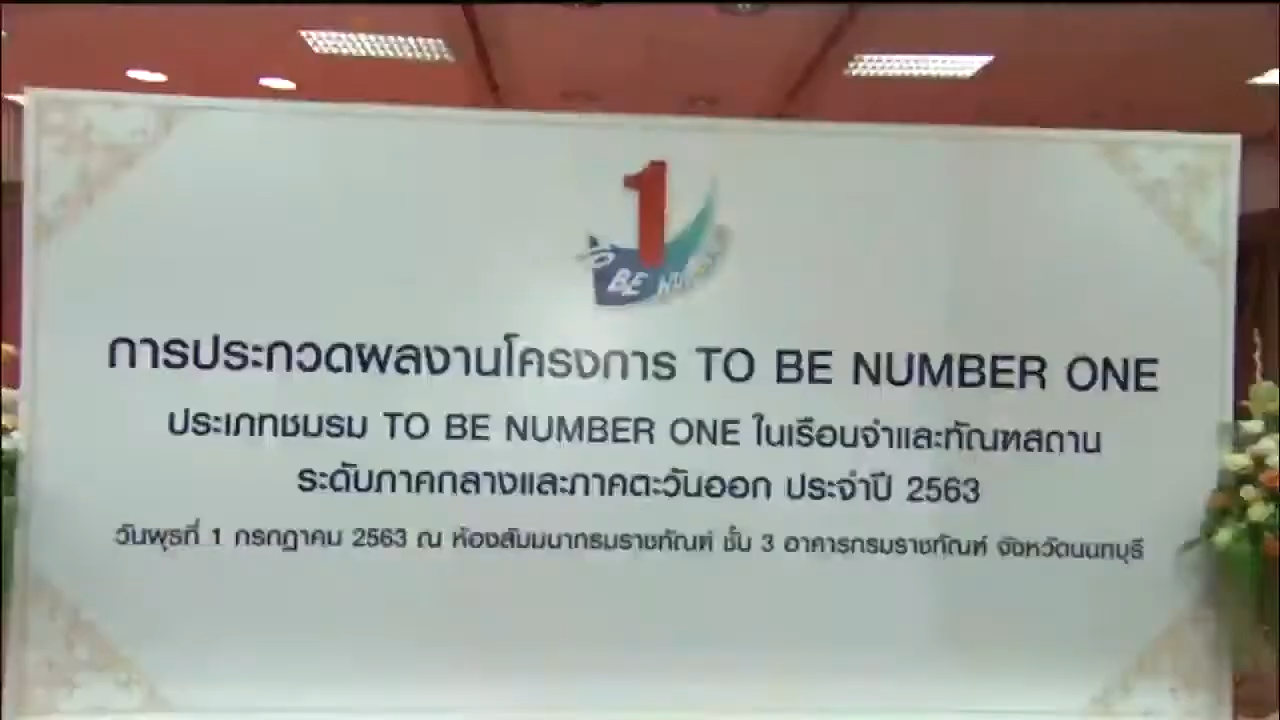 1
TO BE NUMBER
การประกวดผลงานโครงการ TO BE NUMBER ONE
ประเภทชมรม TO BE NUMBER ONE ในเรือนจำและทัณฑสถาน
ระดับภาคกลางและภาคตะวันออก ประจำปี 2563
วันพุธที่ 1 กรกฎาคม 2563 ณ ห้องสัมมนากรมราชทัณฑ์ ชั้น 3 อาคารกรมราชทัณฑ์ จังหวัดนนทบุรี